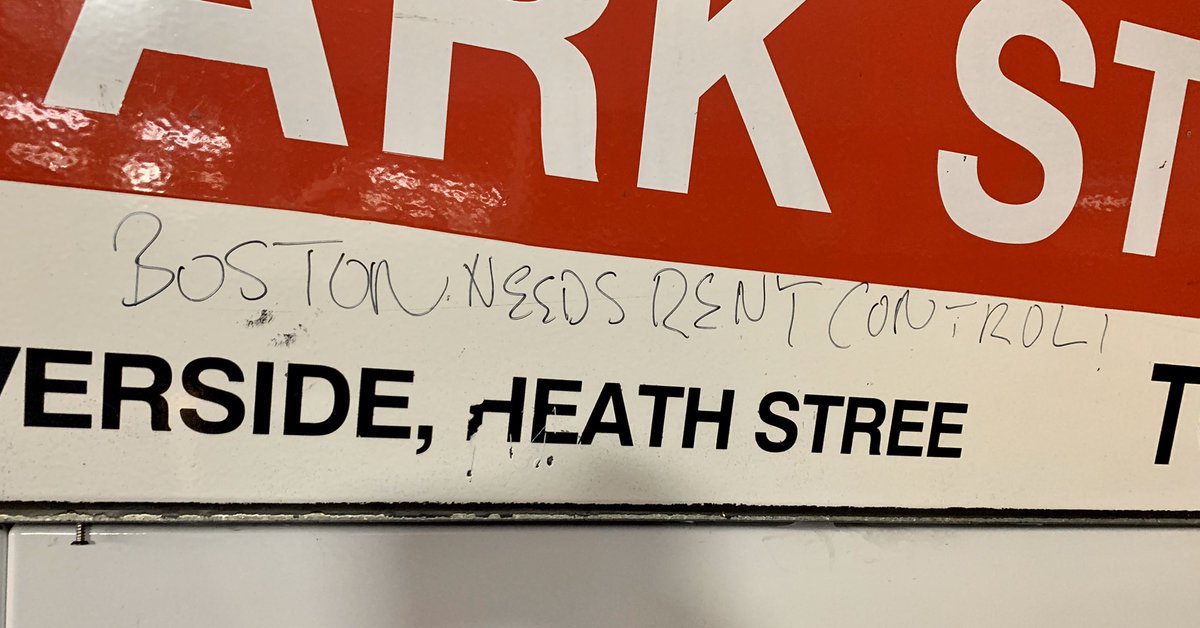 ARK ST
BOSTON NEEDS RENT CONTROL!
VERSIDE, HEATH STREE T